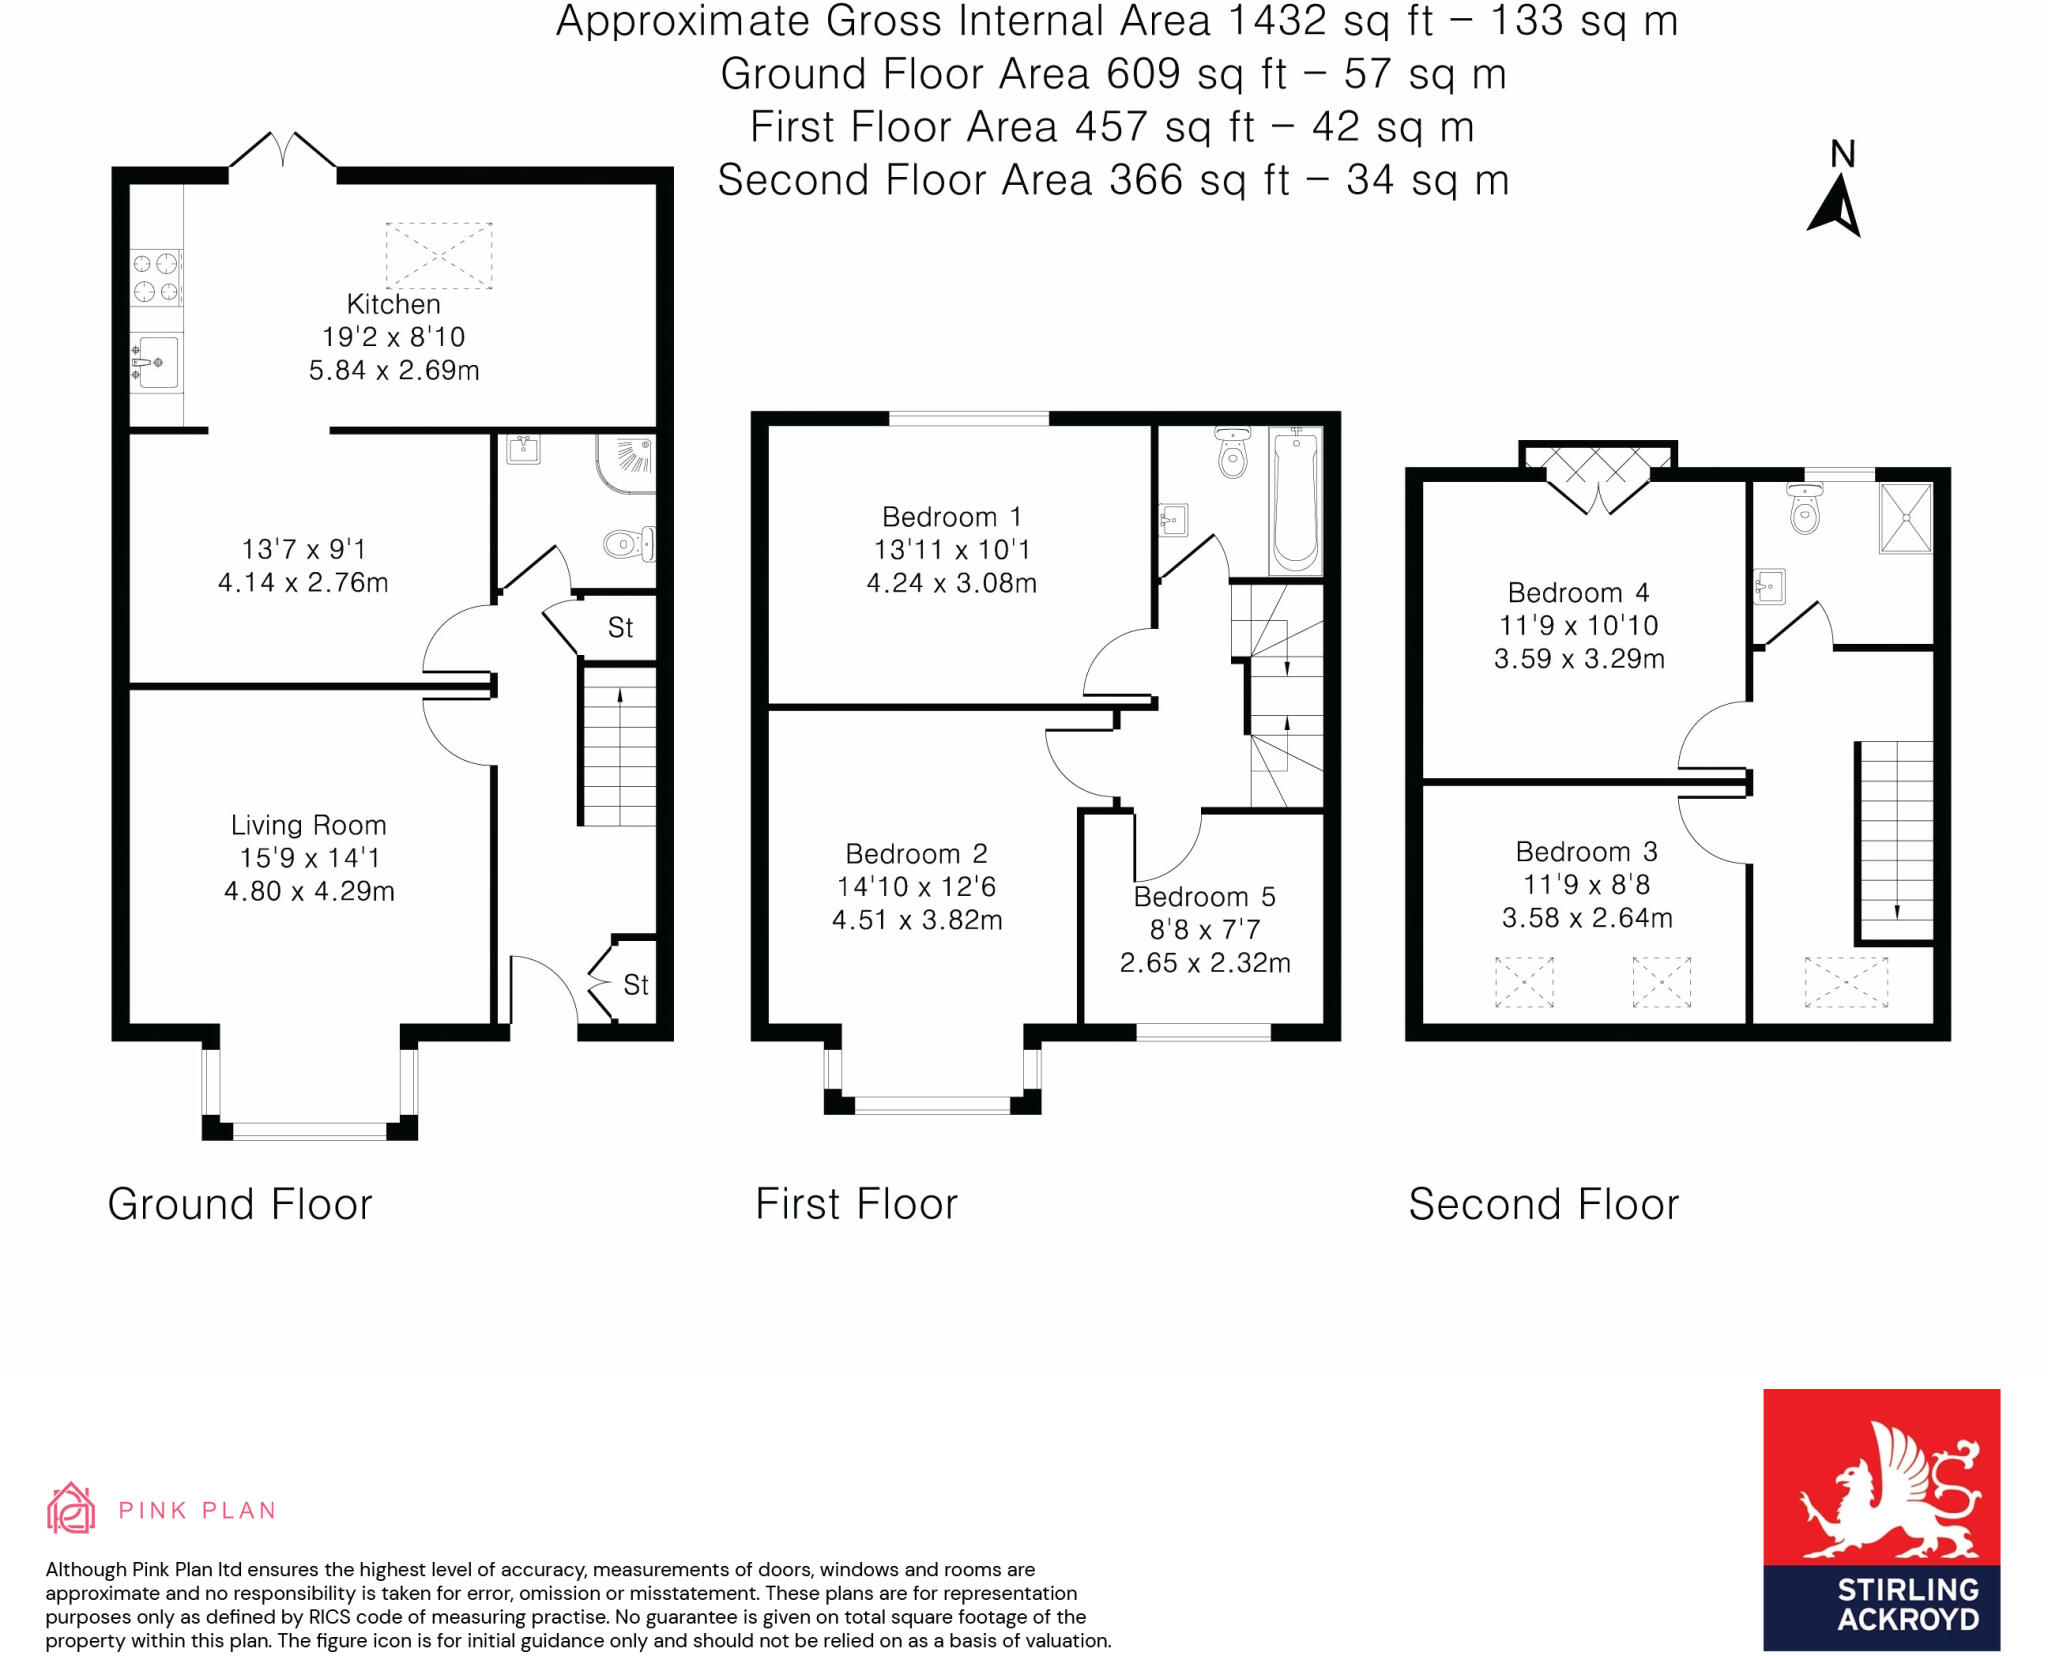 Approximate Gross Internal Area 1432 sq ft – 133 sq m
Ground Floor Area 609 sq ft – 57 sq m
First Floor Area 457 sq ft – 42 sq m
Second Floor Area 366 sq ft – 34 sq m
N
Kitchen
19'2 x 8'10
5.84 x 2.69m
13'7 x 9'1
4.14 x 2.76m
St
Living Room
15'9 x 14'1
4.80 x 4.29m
St
Bedroom 1
13'11 x 10'1
4.24 x 3.08m
Bedroom 2
14'10 x 12'6
4.51 x 3.82m
Bedroom 5
8'8 x 7'7
2.65 x 2.32m
Bedroom 4
11'9 x 10'10
3.59 x 3.29m
Bedroom 3
11'9 x 8'8
3.58 x 2.64m
Ground Floor
First Floor
Second Floor
PINK PLAN
Although Pink Plan ltd ensures the highest level of accuracy, measurements of doors, windows and rooms are
approximate and no responsibility is taken for error, omission or misstatement. These plans are for representation
purposes only as defined by RICS code of measuring practise. No guarantee is given on total square footage of the
property within this plan. The figure icon is for initial guidance only and should not be relied on as a basis of valuation.
STIRLING
ACKROYD